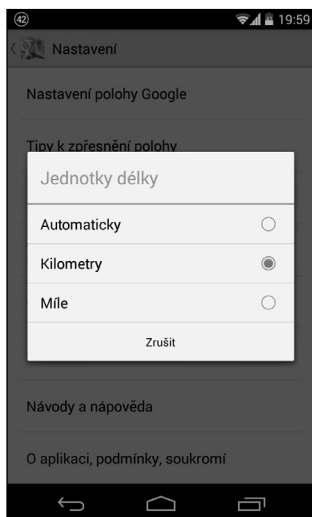 42
19:59
Nastavení
Nastavení polohy Google
Tipy k zpřesnění polohy
Jednotky délky
Automaticky
Kilometry
Míle
Zrušit
Návody a nápověda
O aplikaci, podmínky, soukromí